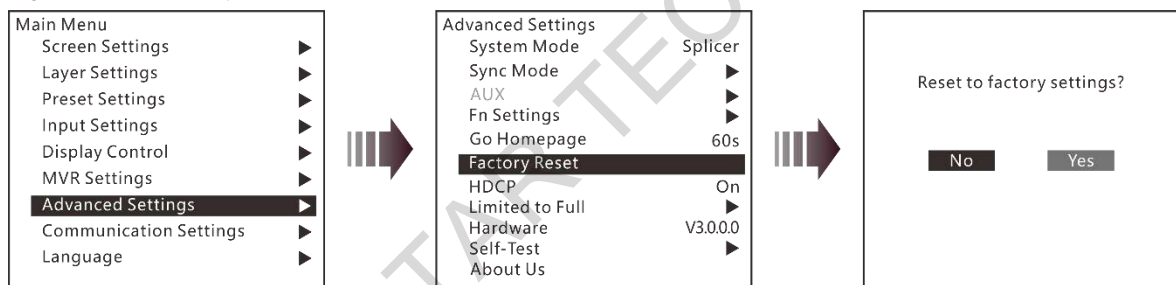 Main Menu
Screen Settings
Layer Settings
Preset Settings
Input Settings
Display Control
MVR Settings
Advanced Settings
Communication Settings
Language
Advanced Settings
System Mode Splicer
Sync Mode
AUX
Fn Settings
Go Homepage 60s
Factory Reset
HDCP On
Limited to Full
Hardware V3.0.0.0
Self-Test
About Us
Reset to factory settings?
No Yes